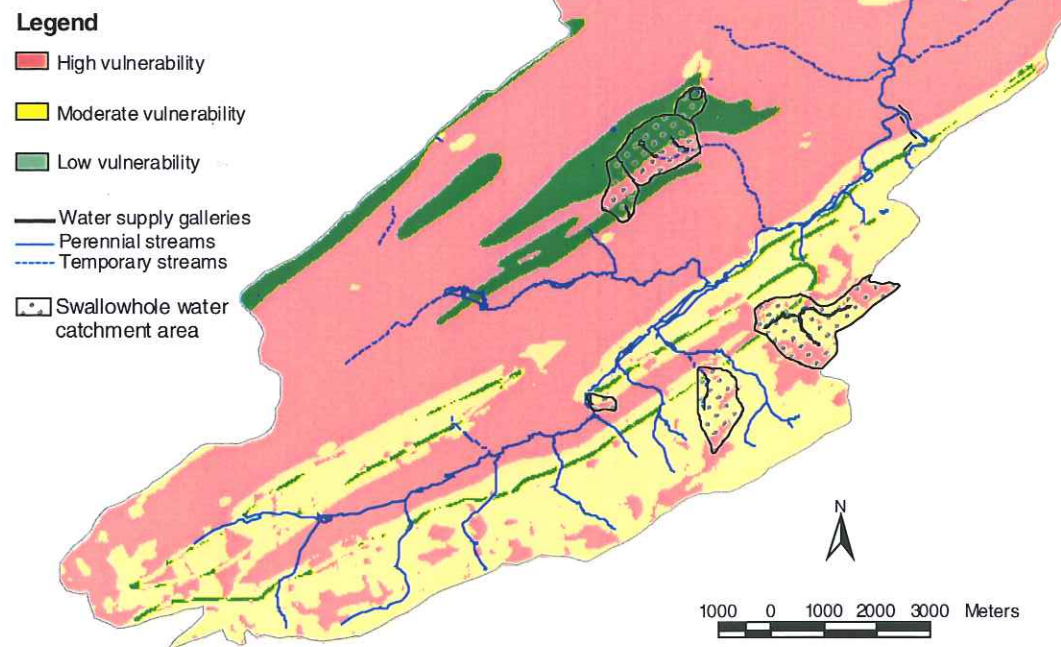 Legend
High vulnerability
Moderate vulnerability
Low vulnerability
Water supply galleries
Perennial streams
Temporary streams
Swallowhole water
catchment area
N
1000 0 1000 2000 3000 Meters